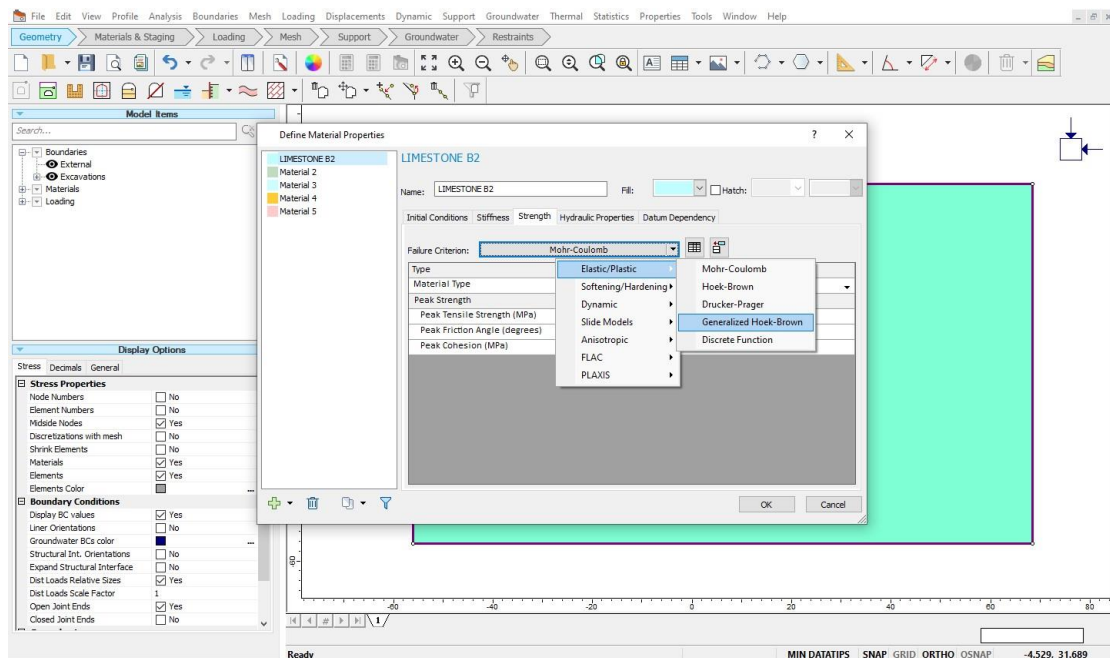 File Edit View Profile Analysis Boundaries Mesh Loading Displacements Dynamic Support Groundwater Thermal Statistics Properties Tools Window Help
Geometry Materials & Staging Loading Mesh Support Groundwater Restraints
Model Items
Search...
Boundaries
External
Excavations
Materials
Loading
Display Options
Stress Decimals General
Stress Properties
Node Numbers No
Element Numbers No
Midside Nodes Yes
Discretizations with mesh No
Shrink Elements No
Materials Yes
Elements Yes
Elements Color ...
Boundary Conditions
Display BC values Yes
Liner Orientations No
Groundwater BCs color ...
Structural Int. Orientations No
Expand Structural Interface No
Dist Loads Relative Sizes Yes
Dist Loads Scale Factor 1
Open Joint Ends Yes
Closed Joint Ends No
Define Material Properties ? X
LIMESTONE B2
Material 2
Material 3
Material 4
Material 5
LIMESTONE B2
Name: LIMESTONE B2 Fill: Hatch:
Initial Conditions Stiffness Strength Hydraulic Properties Datum Dependency
Failure Criterion: Mohr-Coulomb
Type
Material Type
Peak Strength
Peak Tensile Strength (MPa)
Peak Friction Angle (degrees)
Peak Cohesion (MPa)
Elastic/Plastic
Softening/Hardening
Dynamic
Slide Models
Anisotropic
FLAC
PLAXIS
Mohr-Coulomb
Hoek-Brown
Drucker-Prager
Generalized Hoek-Brown
Discrete Function
OK Cancel
-60
-60 -40 -20 0 20 40 60 80
# 1
Ready MIN DATATIPS SNAP GRID ORTHO OSNAP -4.529, 31.689